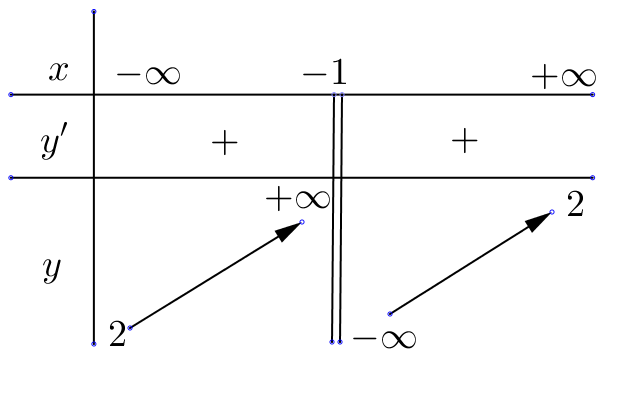 x −∞ −1 +∞
y′ + +
+∞ 2
y
2 −∞